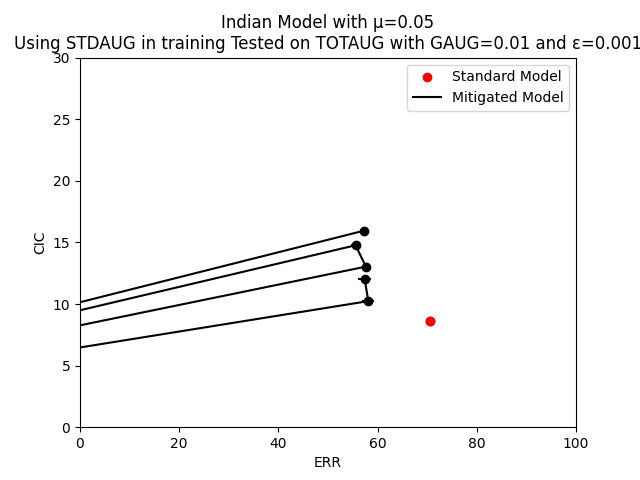 Indian Model with μ=0.05
Using STDAUG in training Tested on TOTAUG with GAUG=0.01 and ε=0.001
Standard Model
Mitigated Model
30
25
20
15
10
5
0
CIC
0 20 40 60 80 100
ERR